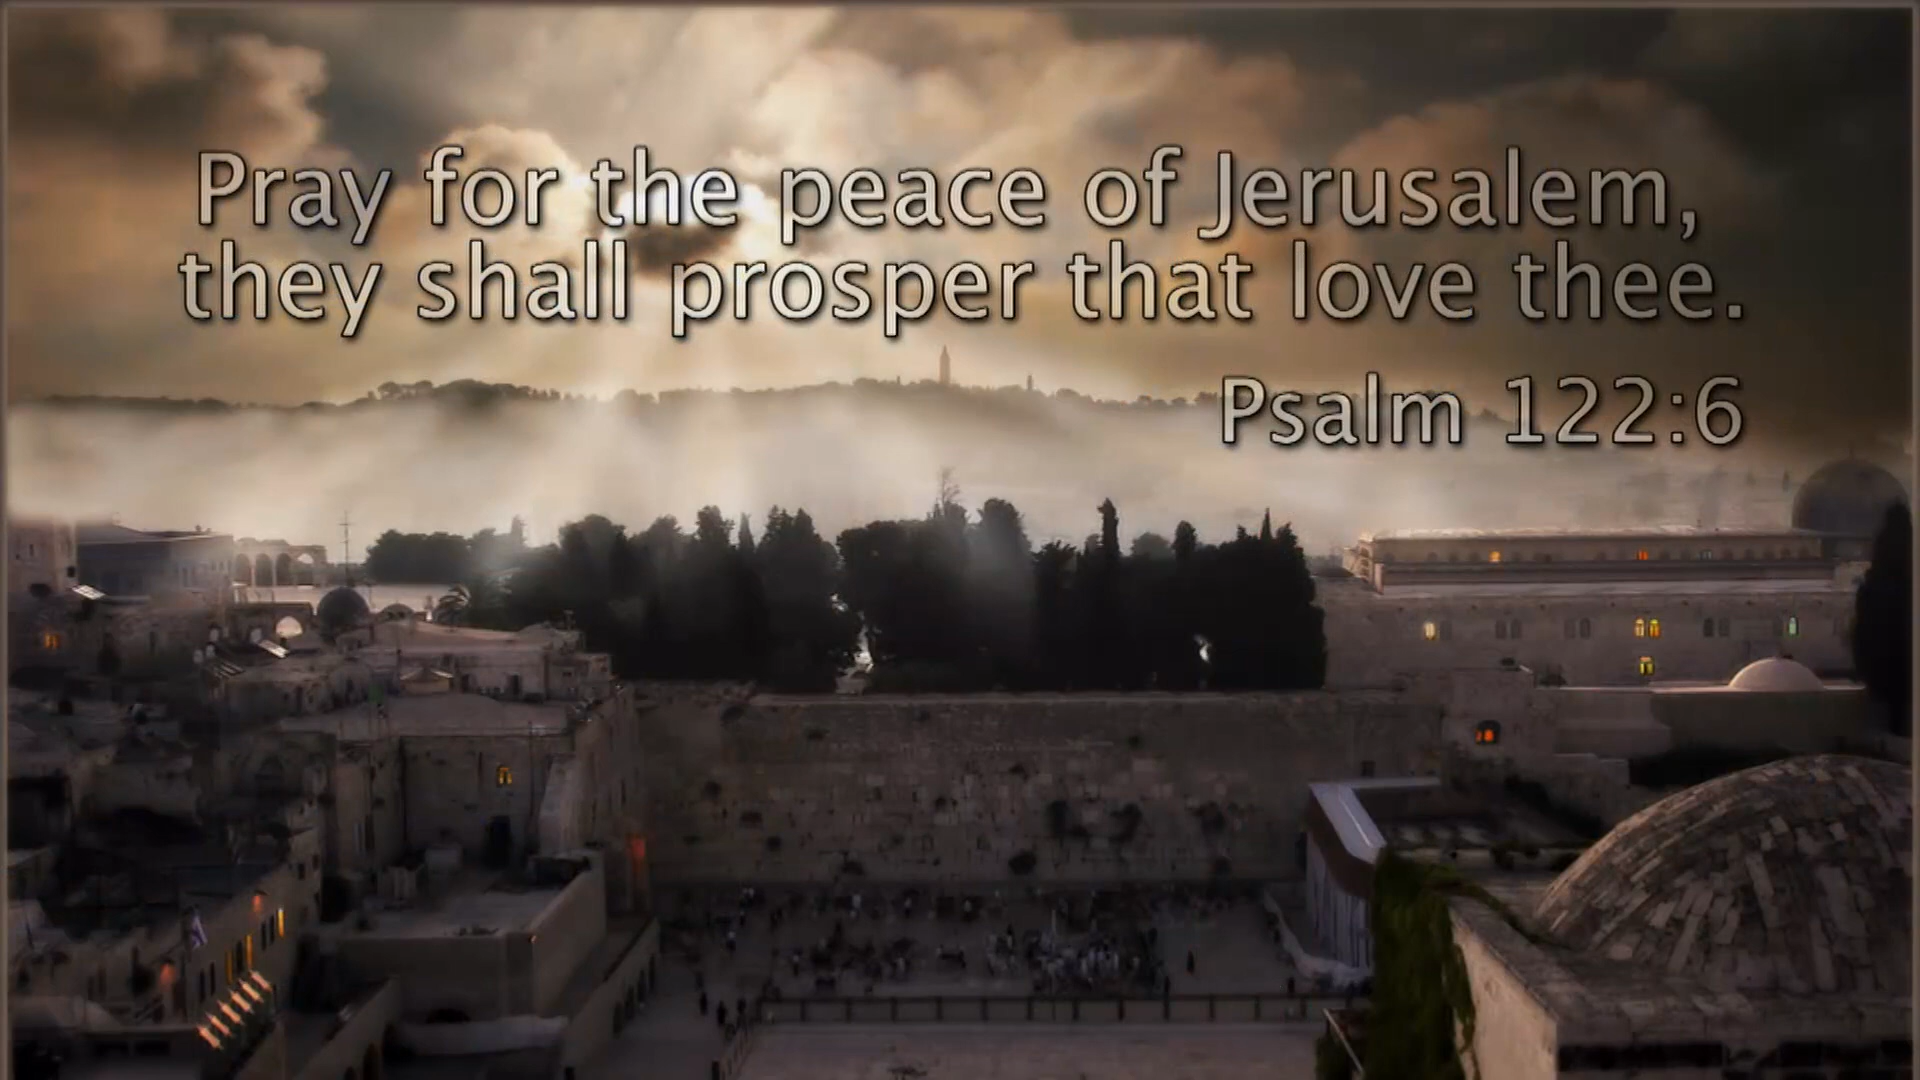 Pray for the peace of Jerusalem,
they shall prosper that love thee.
Psalm 122:6